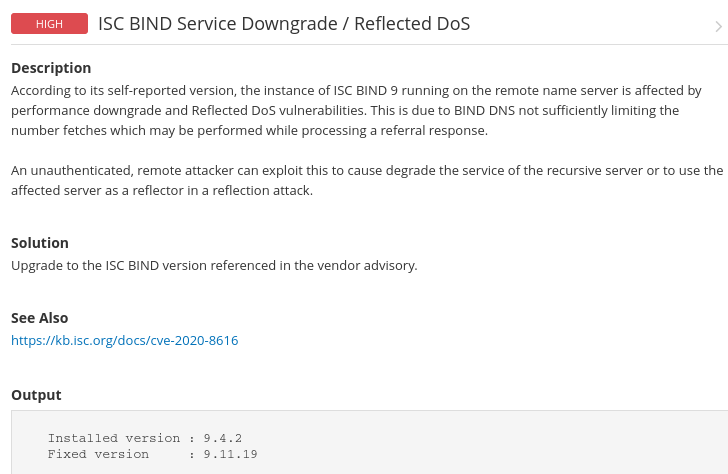 HIGH ISC BIND Service Downgrade / Reflected DoS
Description
According to its self-reported version, the instance of ISC BIND 9 running on the remote name server is affected by
performance downgrade and Reflected DoS vulnerabilities. This is due to BIND DNS not sufficiently limiting the
number fetches which may be performed while processing a referral response.
An unauthenticated, remote attacker can exploit this to cause degrade the service of the recursive server or to use the
affected server as a reflector in a reflection attack.
Solution
Upgrade to the ISC BIND version referenced in the vendor advisory.
See Also
https://kb.isc.org/docs/cve-2020-8616
Output
Installed version : 9.4.2
Fixed version     : 9.11.19